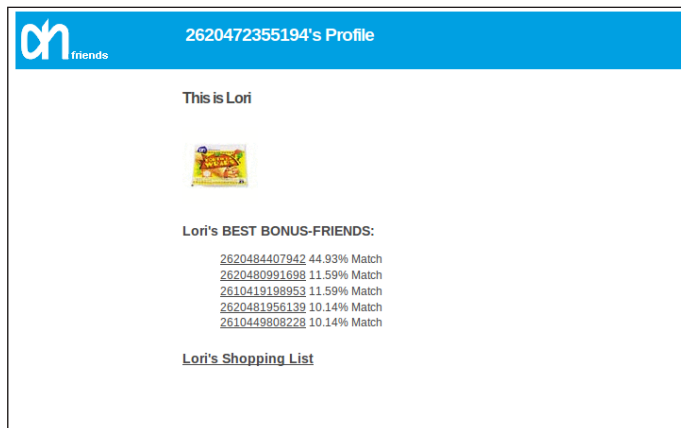 ah
friends
2620472355194's Profile
This is Lori
Lori's BEST BONUS-FRIENDS:
2620484407942 44.93% Match
2620480991698 11.59% Match
2610419198953 11.59% Match
2620481956139 10.14% Match
2610449808228 10.14% Match
Lori's Shopping List